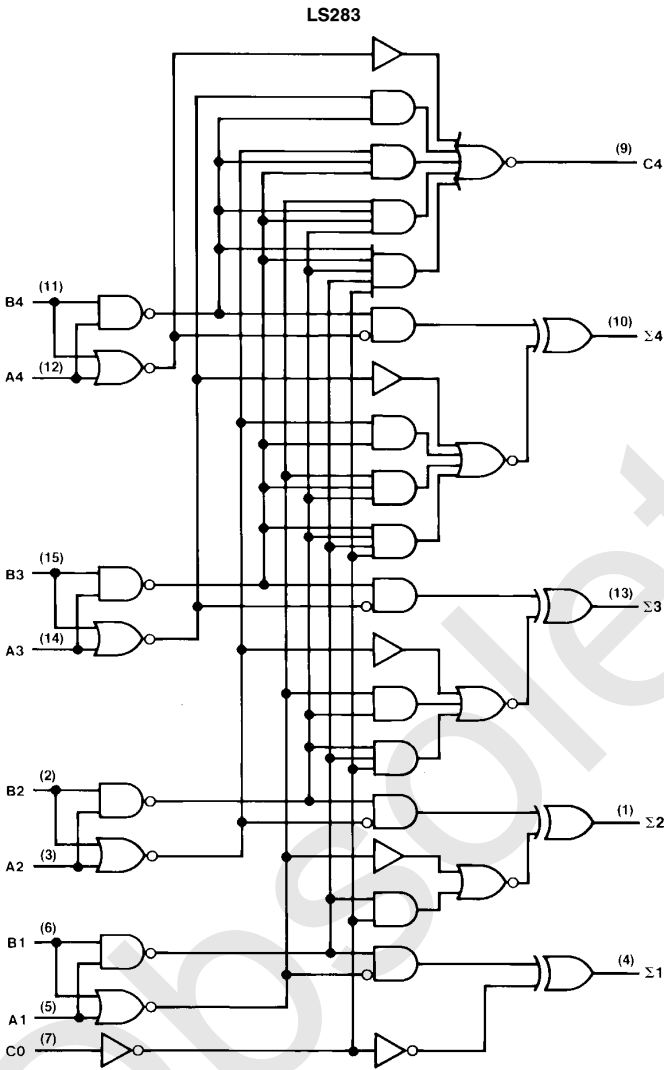 LS283
(9)
C4
B4 (11)
(10)
Σ4
A4 (12)
B3 (15)
(13)
Σ3
A3 (14)
B2 (2)
(1)
Σ2
A2 (3)
B1 (6)
(4)
Σ1
A1 (5)
C0 (7)
obsolet